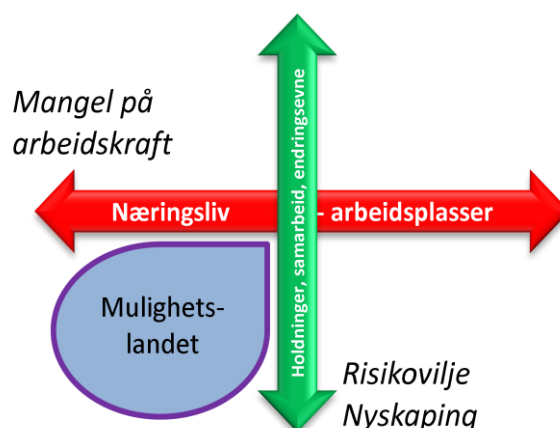 Mangel på
arbeidskraft
Holdninger, samarbeid, endringsevne
Næringsliv - arbeidsplasser
Mulighets-
landet
Risikovilje
Nyskaping